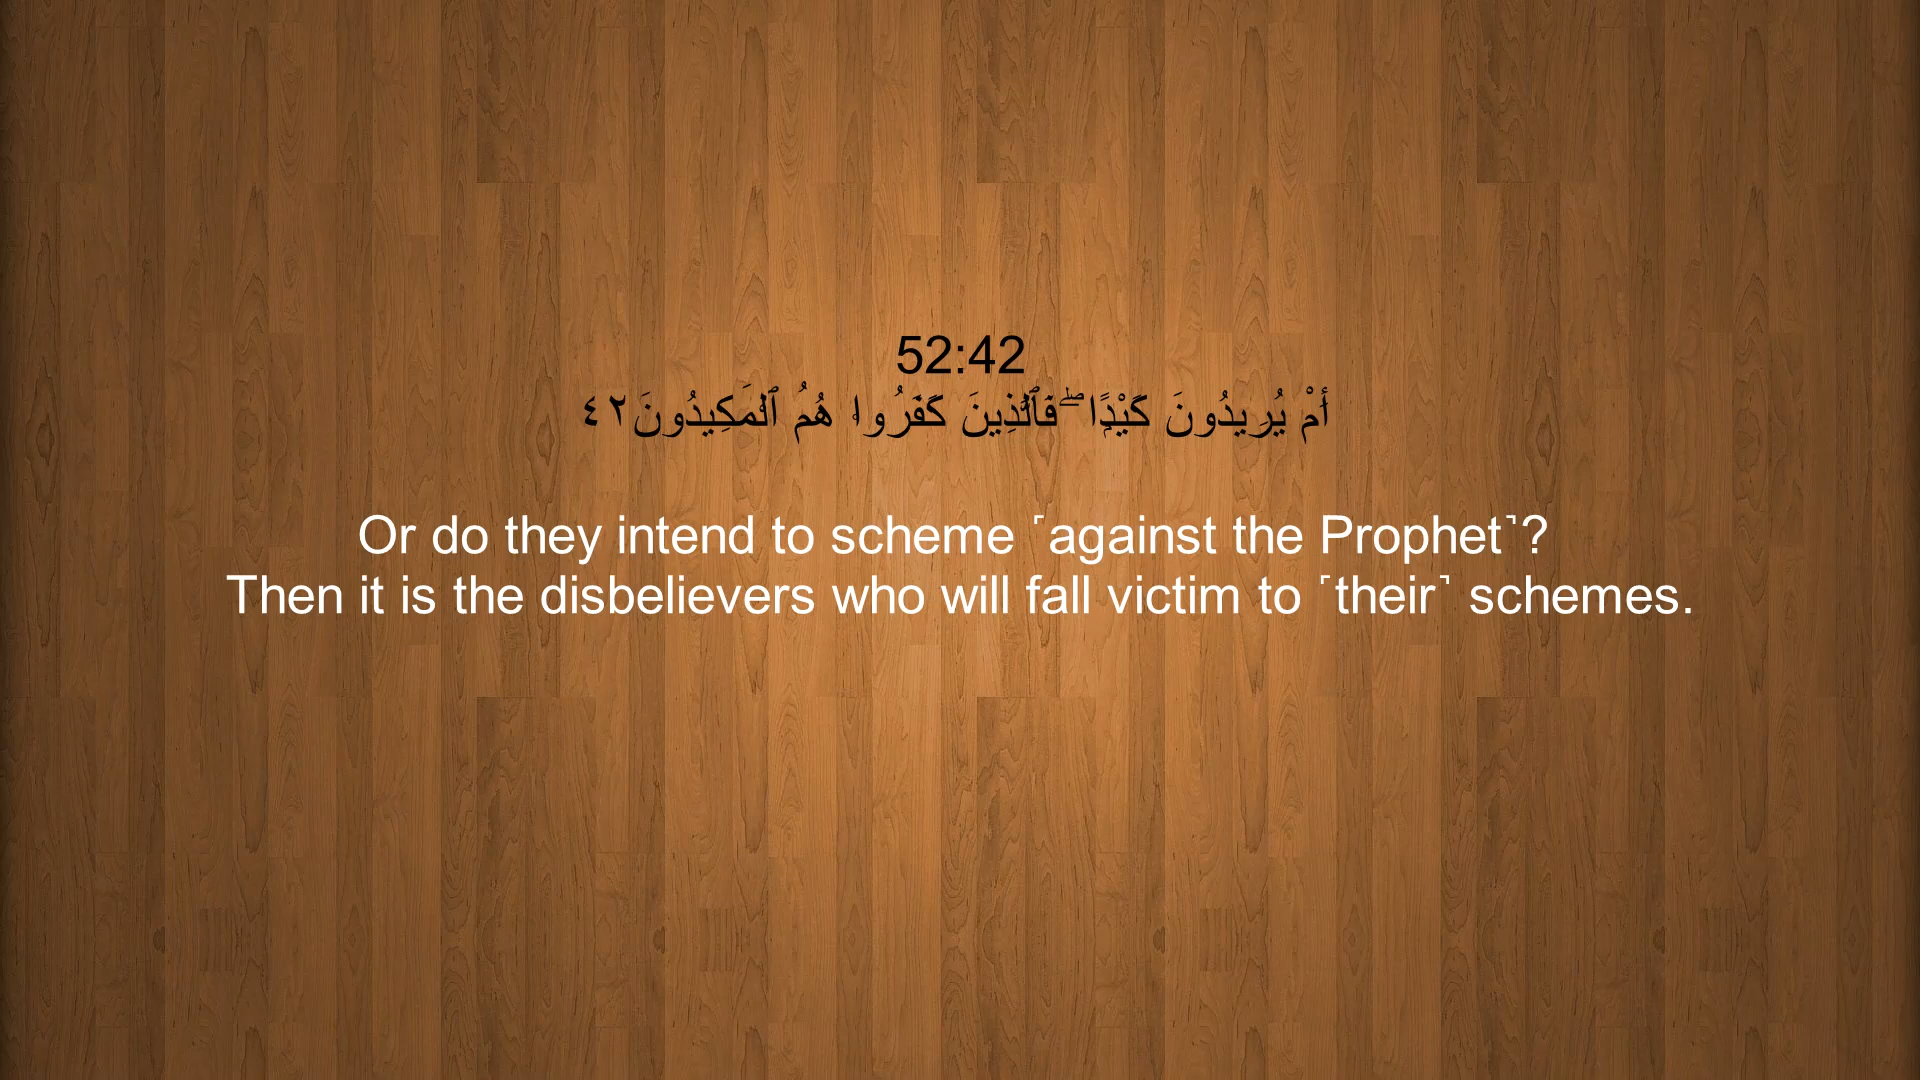 52:42
أَمْ يُرِيدُونَ كَيْدًۭا ۖ فَٱلَّذِينَ كَفَرُوا۟ هُمُ ٱلْمَكِيدُونَ ٤٢
Or do they intend to scheme ˹against the Prophet˺?
Then it is the disbelievers who will fall victim to ˹their˺ schemes.